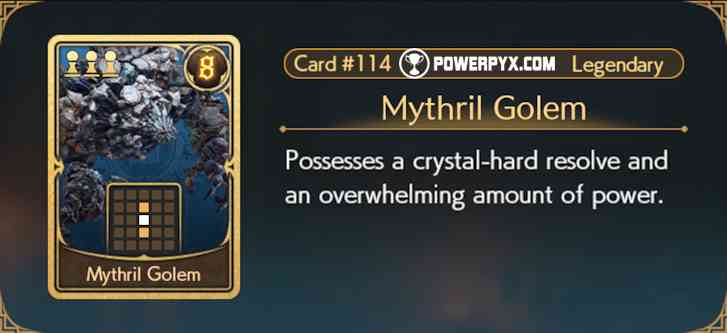 8
Mythril Golem
Card #114 POWERPYX.COM Legendary
Mythril Golem
Possesses a crystal-hard resolve and
an overwhelming amount of power.